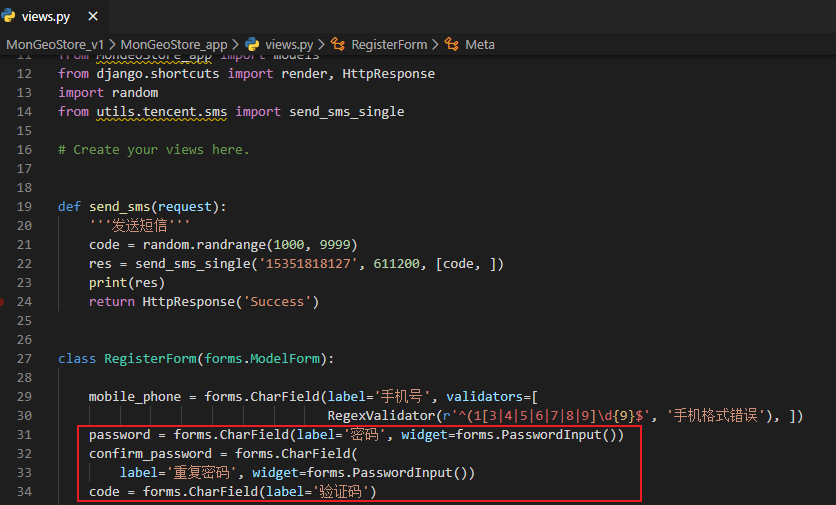 views.py ×
MonGeoStore_v1 > MonGeoStore_app > views.py > RegisterForm > Meta
11 from MonGeoStore_app import models
12 from django.shortcuts import render, HttpResponse
13 import random
14 from utils.tencent.sms import send_sms_single
15
16 # Create your views here.
17
18
19 def send_sms(request):
20 '''发送短信'''
21 code = random.randrange(1000, 9999)
22 res = send_sms_single('15351818127', 611200, [code, ])
23 print(res)
24 return HttpResponse('Success')
25
26
27 class RegisterForm(forms.ModelForm):
28
29 mobile_phone = forms.CharField(label='手机号', validators=[
30 RegexValidator(r'^(1[3|4|5|6|7|8|9]\d{9}$', '手机格式错误'), ])
31 password = forms.CharField(label='密码', widget=forms.PasswordInput())
32 confirm_password = forms.CharField(
33 label='重复密码', widget=forms.PasswordInput())
34 code = forms.CharField(label='验证码')